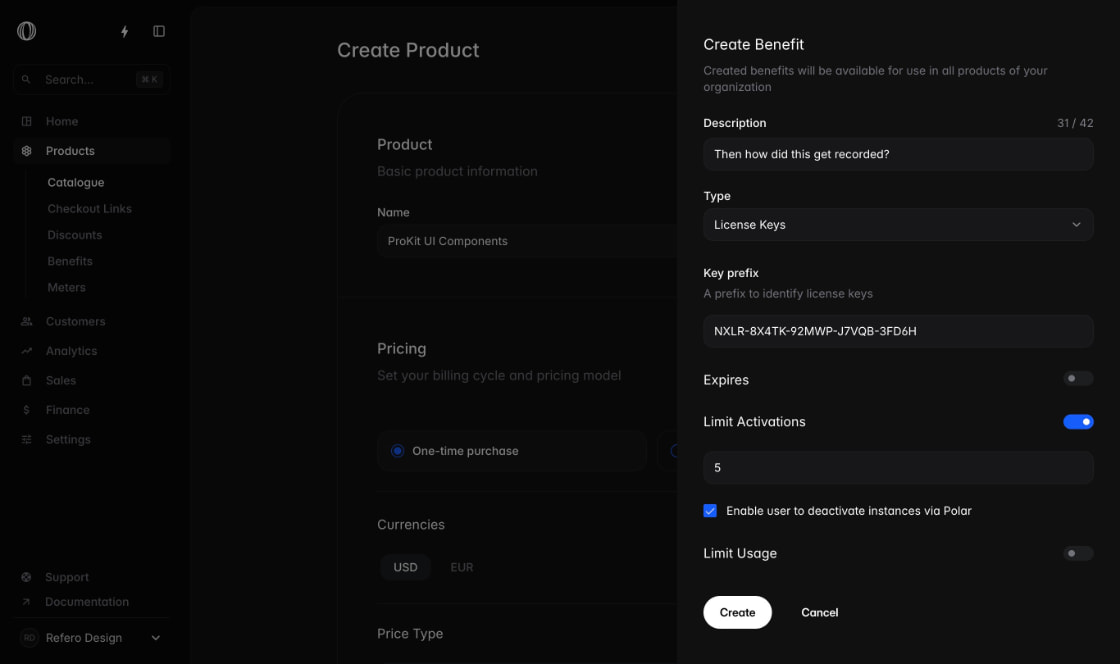 Search...
⌘ K
Home
Products
Catalogue
Checkout Links
Discounts
Benefits
Meters
Customers
Analytics
Sales
Finance
Settings
Support
Documentation
RD
Refero Design
Create Product
Product
Basic product information
Name
ProKit UI Components
Pricing
Set your billing cycle and pricing model
One-time purchase
Currencies
USD
EUR
Price Type
Create Benefit
Created benefits will be available for use in all products of your
organization
Description
31 / 42
Then how did this get recorded?
Type
License Keys
Key prefix
A prefix to identify license keys
NXLR-8X4TK-92MWP-J7VQB-3FD6H
Expires
Limit Activations
5
Enable user to deactivate instances via Polar
Limit Usage
Create
Cancel